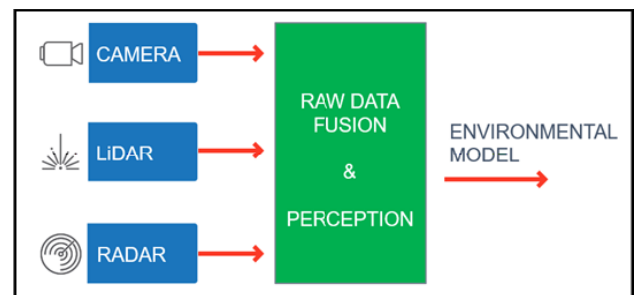 CAMERA
LiDAR
RADAR
RAW DATA
FUSION
&
PERCEPTION
ENVIRONMENTAL
MODEL